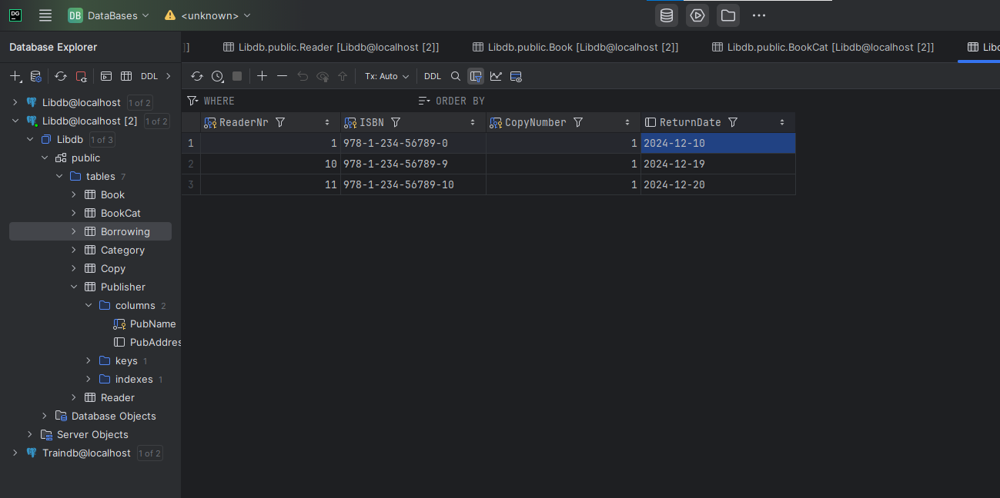 DG
DB DataBases <unknown>
Database Explorer
] Libdb.public.Reader [Libdb@localhost [2]] Libdb.public.Book [Libdb@localhost [2]] Libdb.public.BookCat [Libdb@localhost [2]]
DDL Tx: Auto DDL
WHERE ORDER BY
Libdb@localhost 1 of 2
Libdb@localhost [2] 1 of 2
Libdb 1 of 3
public
tables 7
Book
BookCat
Borrowing
Category
Copy
Publisher
columns 2
PubName
PubAddres
keys 1
indexes 1
Reader
Database Objects
Server Objects
Traindb@localhost 1 of 2
ReaderNr ISBN CopyNumber ReturnDate
1 1 978-1-234-56789-0 1 2024-12-10
2 10 978-1-234-56789-9 1 2024-12-19
3 11 978-1-234-56789-10 1 2024-12-20